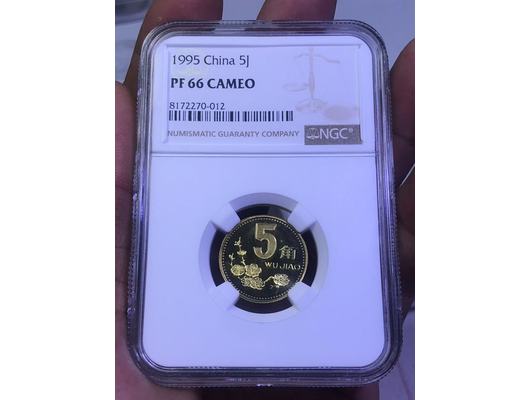 1995 China 5J
PF 66 CAMEO
8172270-012
NUMISMATIC GUARANTY COMPANY
NGC®
5角
WU JIAO